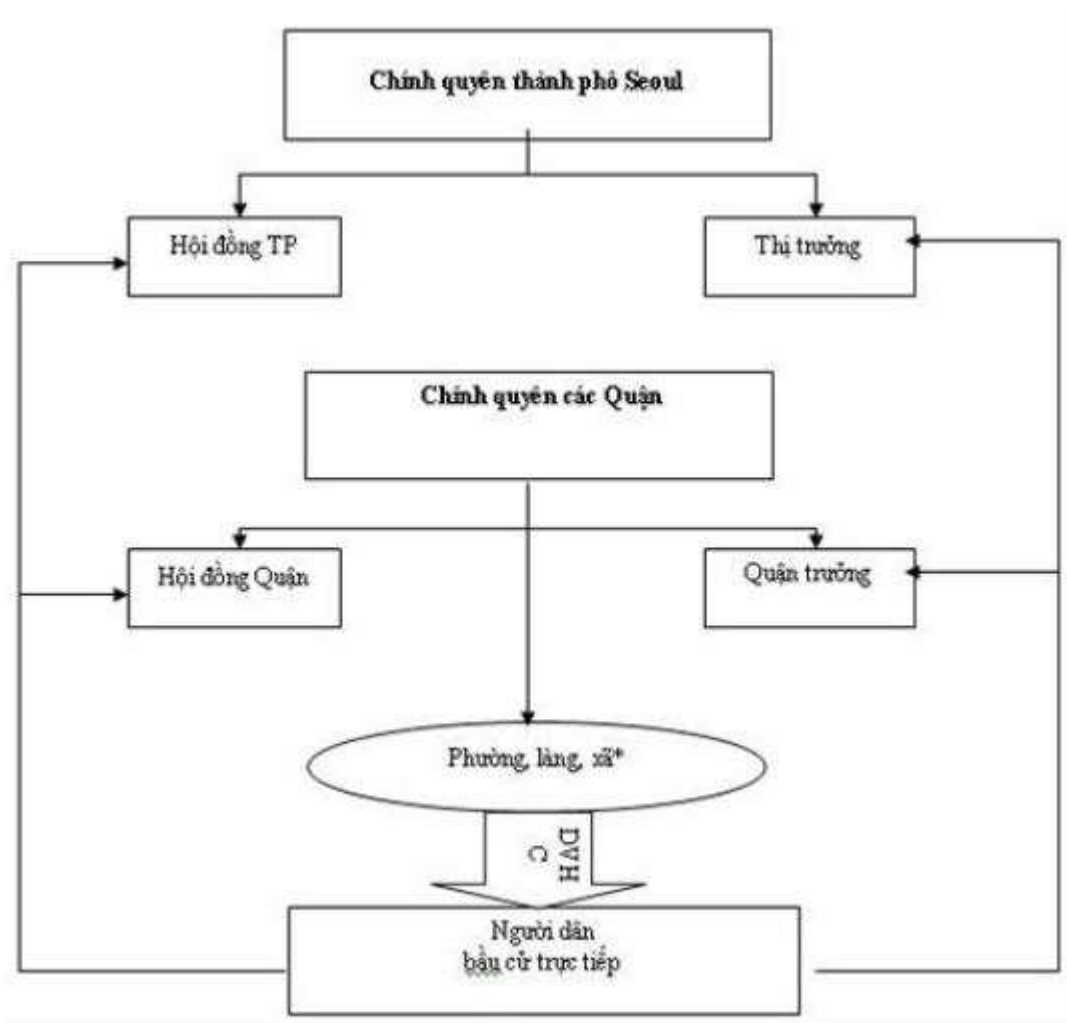 Chính quyền thành phố Seoul
Hội đồng TP
Thị trưởng
Chính quyền các Quận
Hội đồng Quận
Quận trưởng
Phường, làng, xã*
DVH
C
Người dân
bầu cử trực tiếp